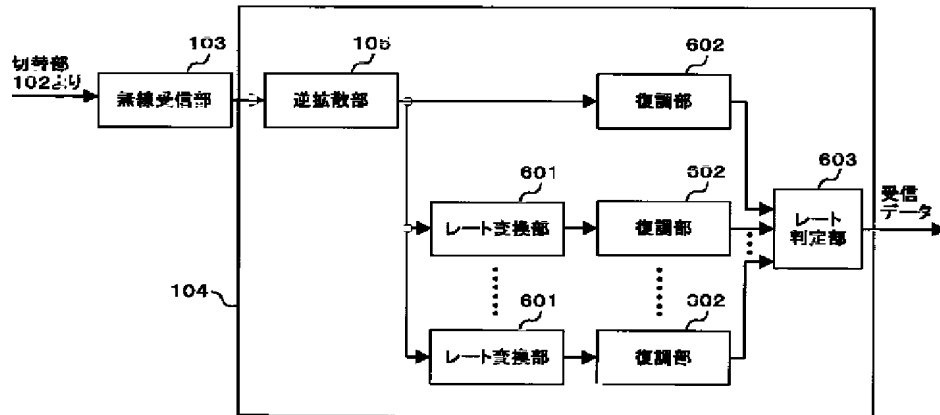 切替部
102より
103
無線受信部
105
逆拡散部
602
復調部
601
レート変換部
602
復調部
603
レート
判定部
受信
データ
104
601
レート変換部
602
復調部